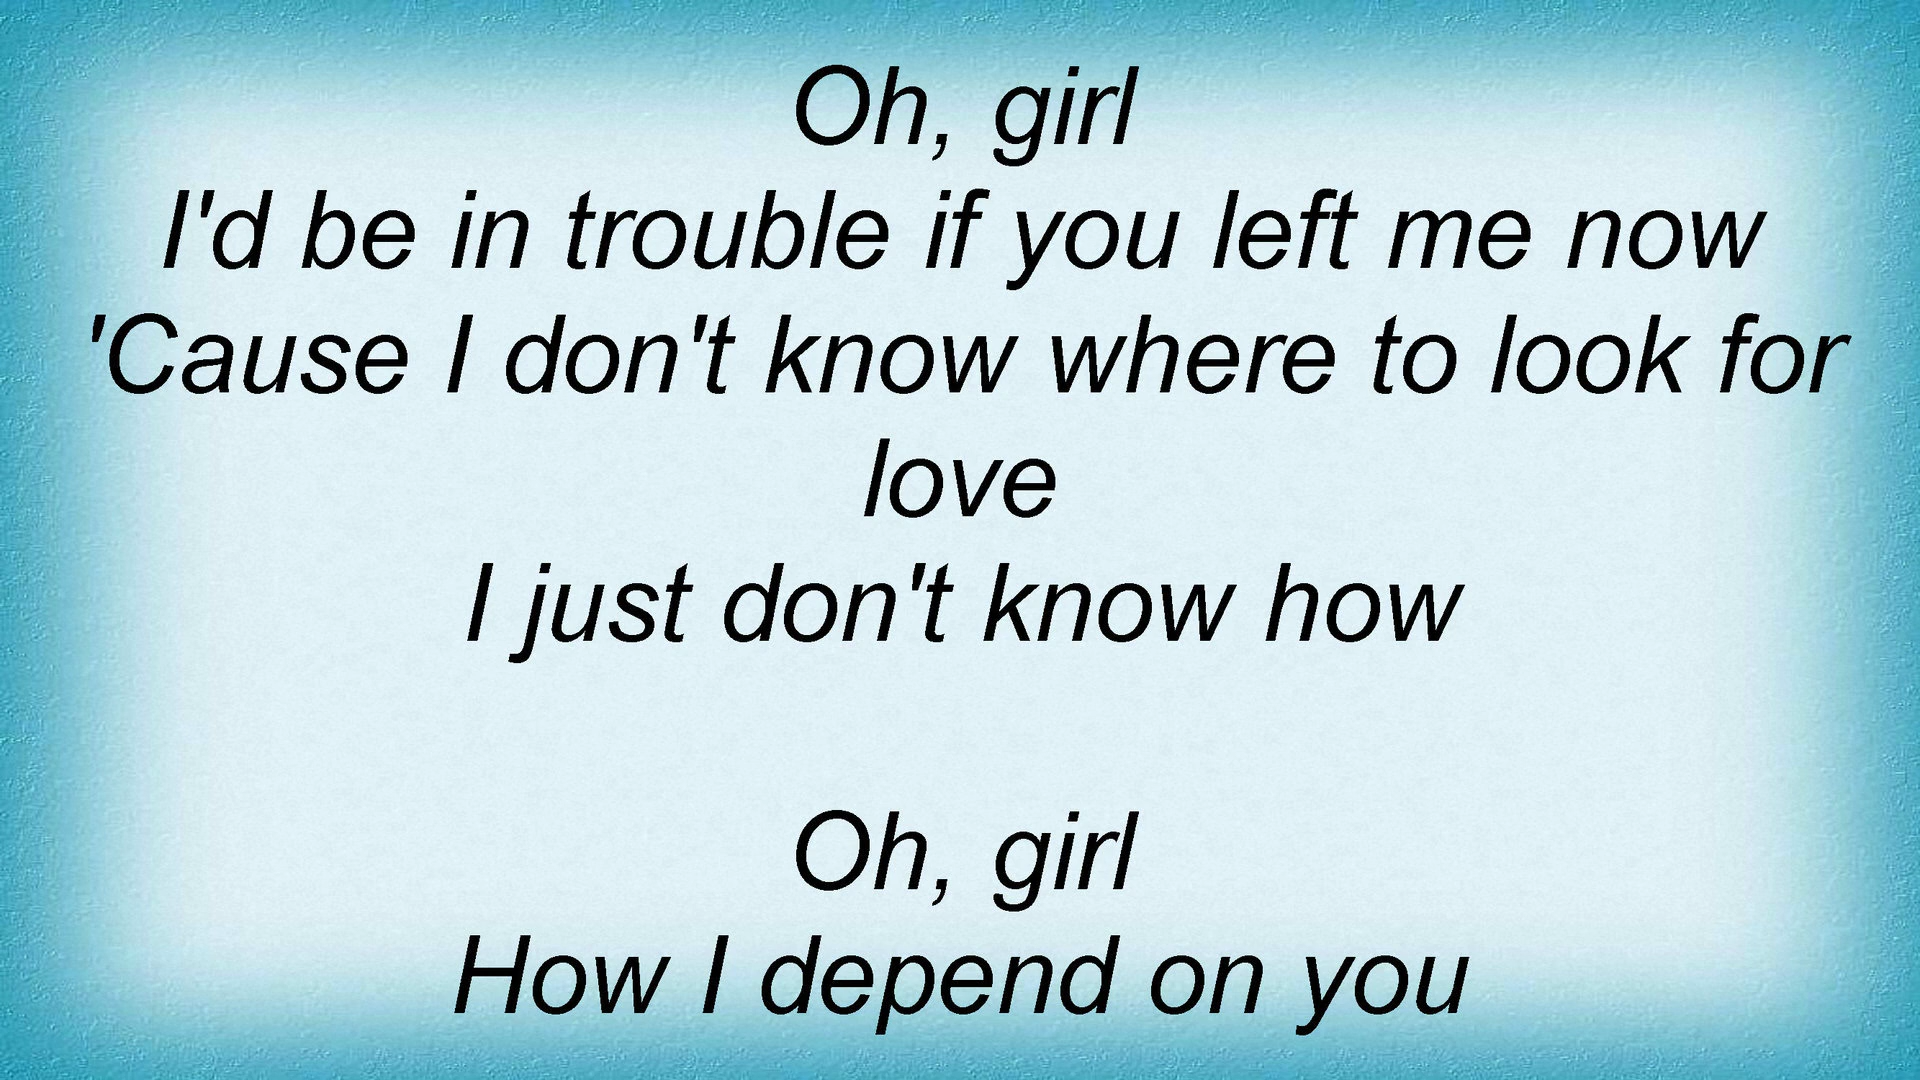 Oh, girl
I'd be in trouble if you left me now
'Cause I don't know where to look for
love
I just don't know how
Oh, girl
How I depend on you